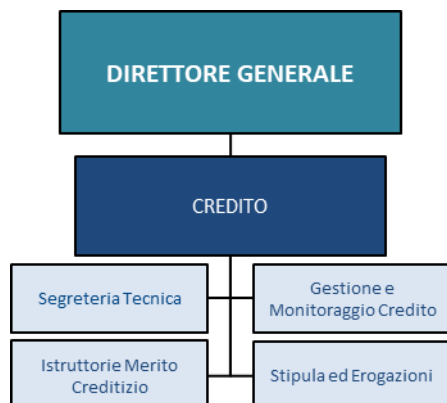 DIRETTORE GENERALE
CREDITO
Segreteria Tecnica
Gestione e
Monitoraggio Credito
Istruttorie Merito
Creditizio
Stipula ed Erogazioni